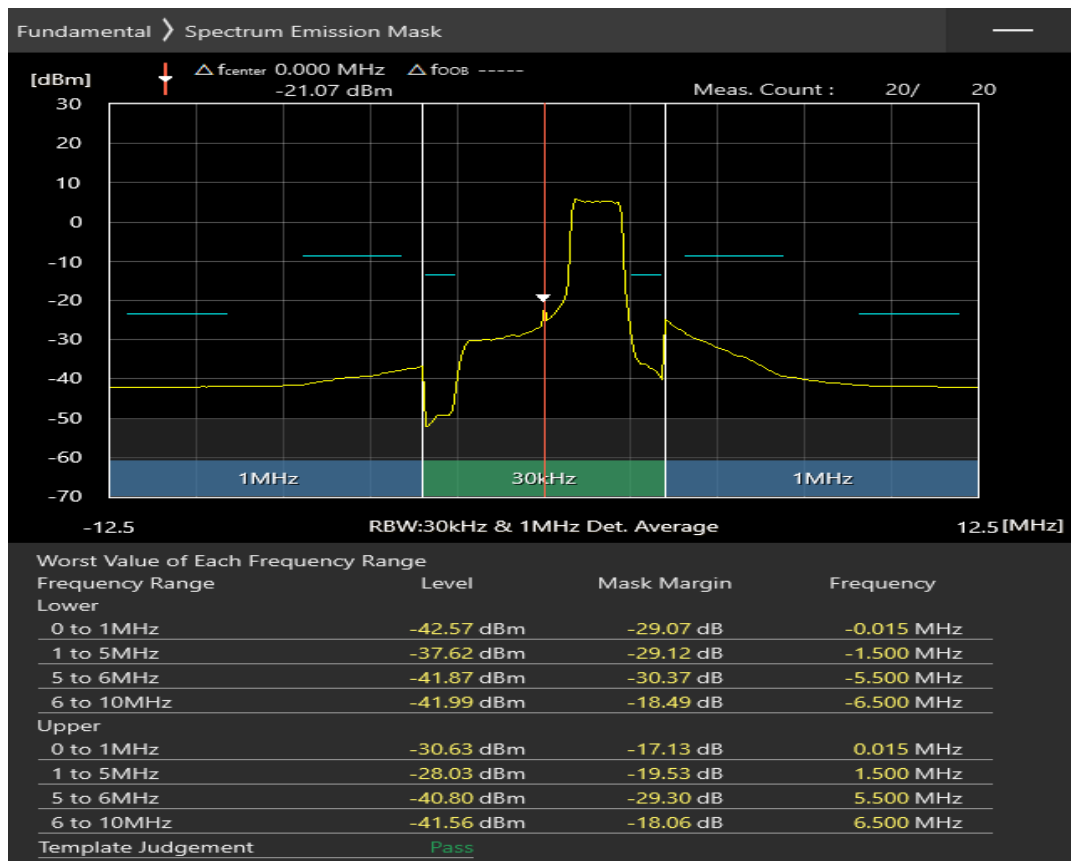 Fundamental ❯ Spectrum Emission Mask
[dBm] △ fcenter 0.000 MHz △ fOOB -----
-21.07 dBm Meas. Count : 20/ 20
30
20
10
0
-10
-20
-30
-40
-50
-60
1MHz 30kHz 1MHz
-70
-12.5 RBW:30kHz & 1MHz Det. Average 12.5 [MHz]
Worst Value of Each Frequency Range
Frequency Range Level Mask Margin Frequency
Lower
0 to 1MHz -42.57 dBm -29.07 dB -0.015 MHz
1 to 5MHz -37.62 dBm -29.12 dB -1.500 MHz
5 to 6MHz -41.87 dBm -30.37 dB -5.500 MHz
6 to 10MHz -41.99 dBm -18.49 dB -6.500 MHz
Upper
0 to 1MHz -30.63 dBm -17.13 dB 0.015 MHz
1 to 5MHz -28.03 dBm -19.53 dB 1.500 MHz
5 to 6MHz -40.80 dBm -29.30 dB 5.500 MHz
6 to 10MHz -41.56 dBm -18.06 dB 6.500 MHz
Template Judgement Pass